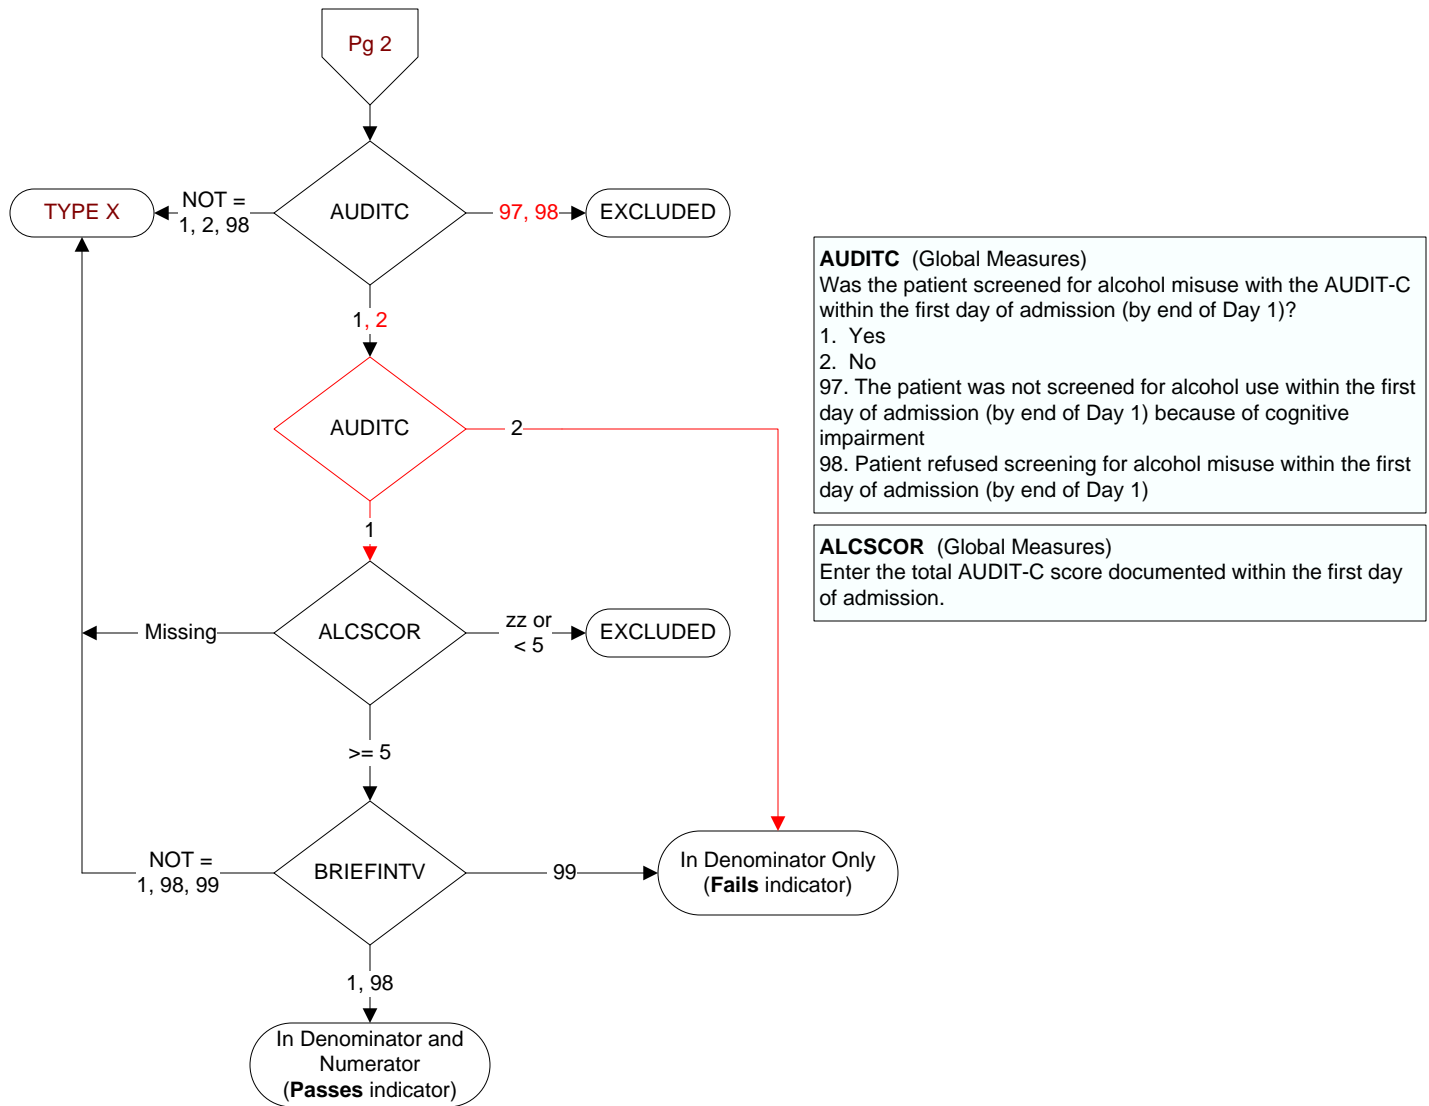 Pg 2
AUDITC
NOT =
1, 2, 98
TYPE X
97, 98
EXCLUDED
1, 2
AUDITC
2
1
ALCSCOR
Missing
zz or
< 5
EXCLUDED
>= 5
BRIEFINTV
NOT =
1, 98, 99
99
In Denominator Only
(Fails indicator)
1, 98
In Denominator and
Numerator
(Passes indicator)
AUDITC (Global Measures)
Was the patient screened for alcohol misuse with the AUDIT-C
within the first day of admission (by end of Day 1)?
1. Yes
2. No
97. The patient was not screened for alcohol use within the first
day of admission (by end of Day 1) because of cognitive
impairment
98. Patient refused screening for alcohol misuse within the first
day of admission (by end of Day 1)
ALCSCOR (Global Measures)
Enter the total AUDIT-C score documented within the first day
of admission.